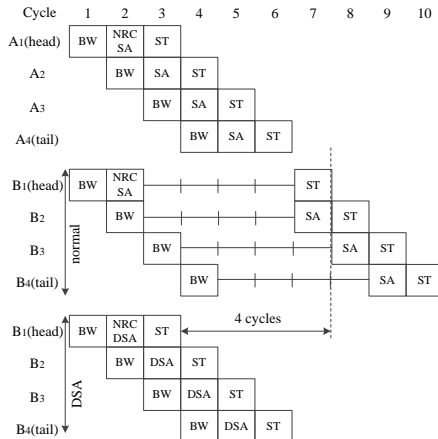 Cycle 1 2 3 4 5 6 7 8 9 10
A1(head) BW NRC SA ST
A2 BW SA ST
A3 BW SA ST
A4(tail) BW SA ST
normal
B1(head) BW NRC SA ST
B2 BW SA ST
B3 BW SA ST
B4(tail) BW SA ST
DSA
B1(head) BW NRC DSA ST 4 cycles
B2 BW DSA ST
B3 BW DSA ST
B4(tail) BW DSA ST